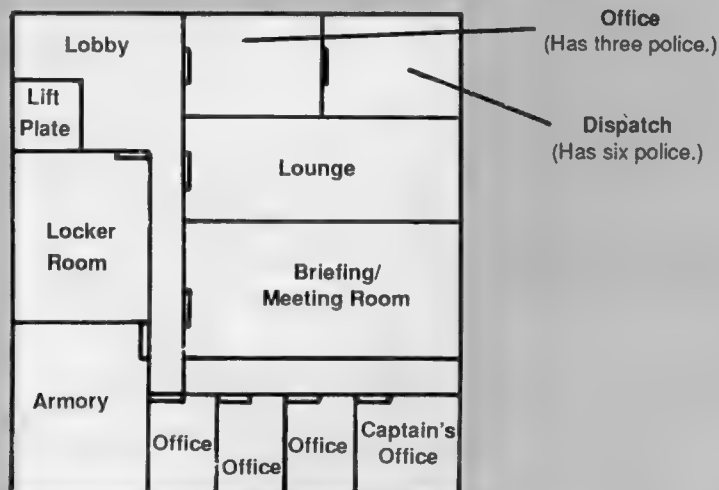 Lobby
Office
(Has three police.)
Lift
Plate
Dispatch
(Has six police.)
Lounge
Locker
Room
Briefing/
Meeting Room
Armory
Office
Office
Office
Captain's
Office